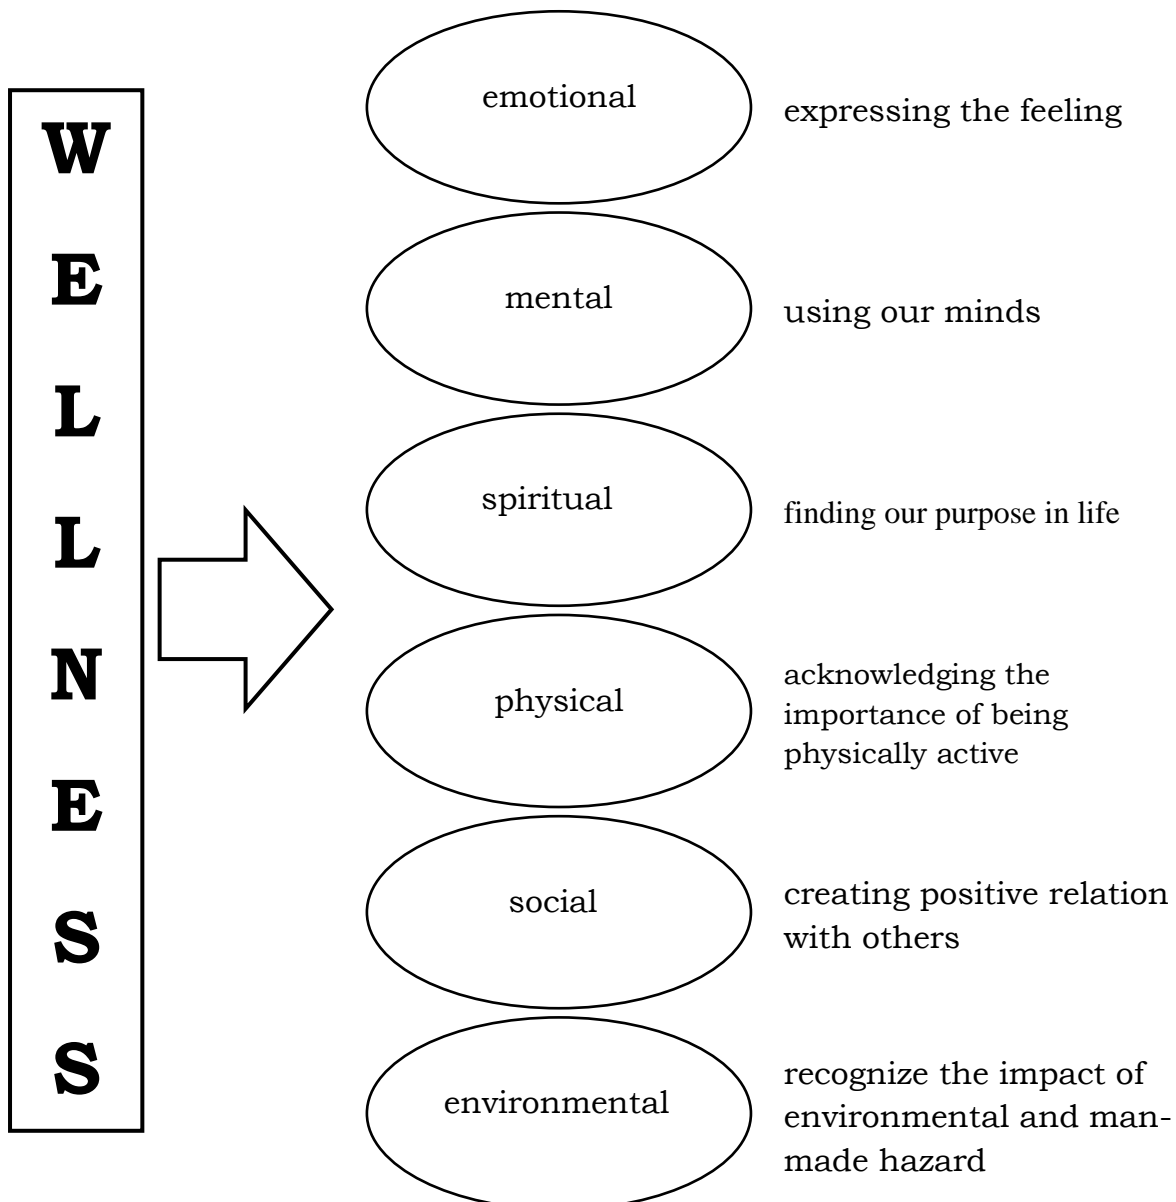 W
E
L
L
N
E
S
S
emotional
expressing the feeling
mental
using our minds
spiritual
finding our purpose in life
physical
acknowledging the
importance of being
physically active
social
creating positive relation
with others
environmental
recognize the impact of
environmental and man-
made hazard